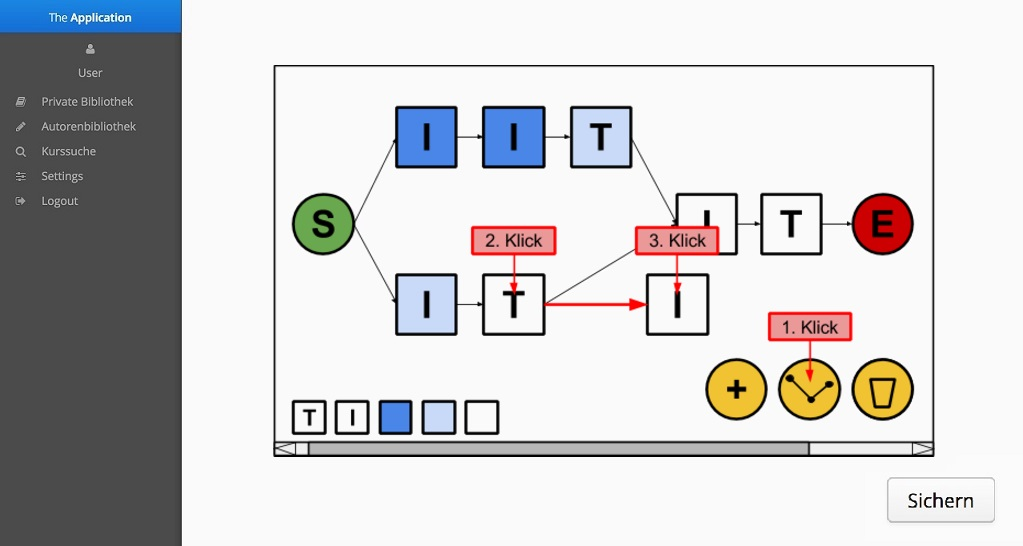 The Application
User
Private Bibliothek
Autorenbibliothek
Kurssuche
Settings
Logout
I I T
S
I T E
2. Klick 3. Klick
I T I
1. Klick
+
T I
Sichern